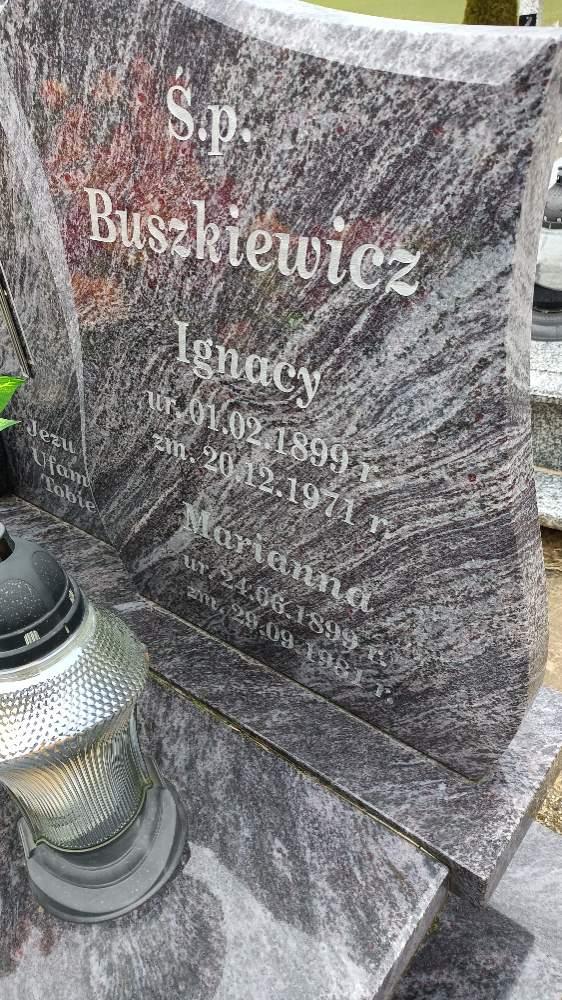 Ś.p.
Buszkiewicz
Ignacy
ur. 01.02.1899 r.
zm. 20.12.1971 r.
Marianna
ur. 24.06.1899 r.
zm. 29.09.1981 r.
Jezu
Ufam
Tobie